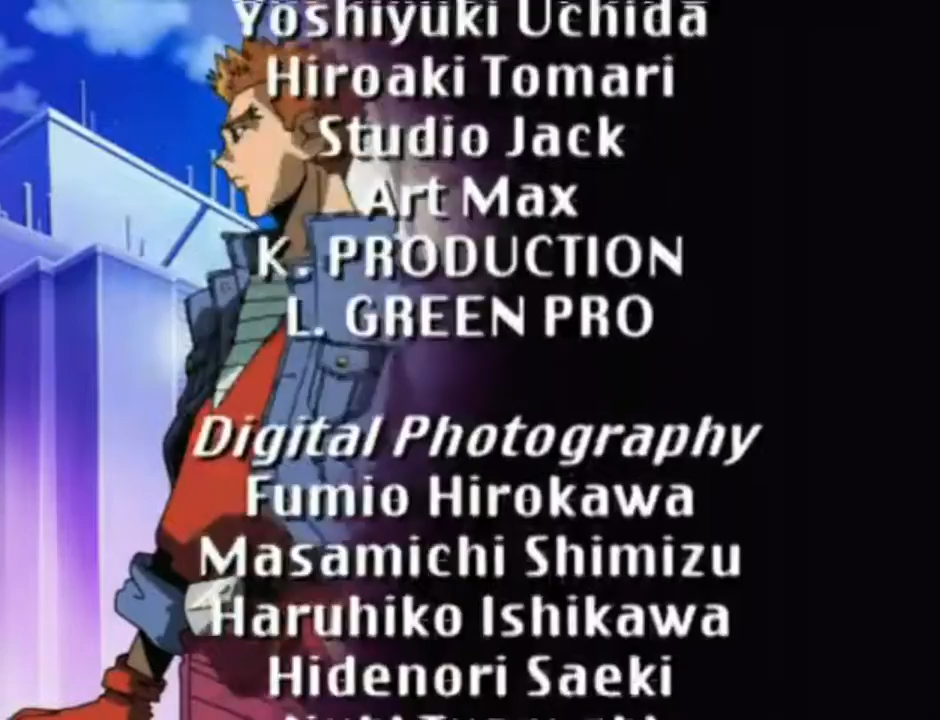 Yoshiyuki Uchida
Hiroaki Tomari
Studio Jack
Art Max
K. PRODUCTION
L. GREEN PRO
Digital Photography
Fumio Hirokawa
Masamichi Shimizu
Haruhiko Ishikawa
Hidenori Saeki